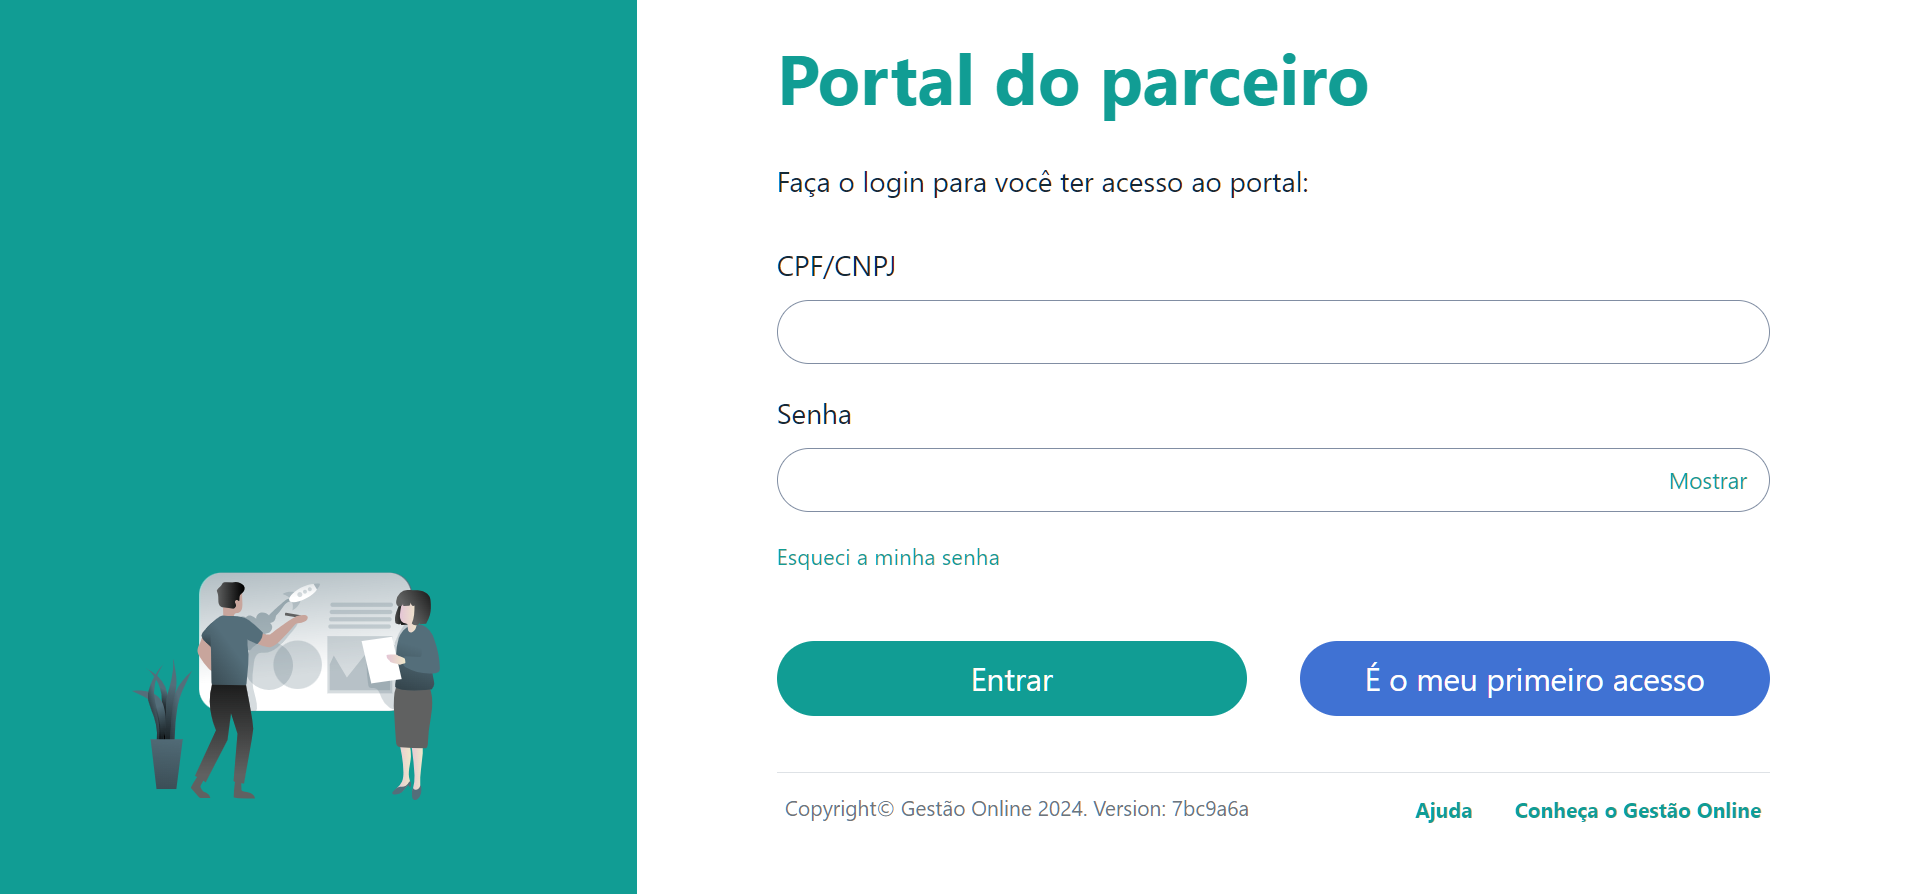 Portal do parceiro
Faça o login para você ter acesso ao portal:
CPF/CNPJ
Senha
Mostrar
Esqueci a minha senha
Entrar
É o meu primeiro acesso
Copyright© Gestão Online 2024. Version: 7bc9a6a
Ajuda
Conheça o Gestão Online